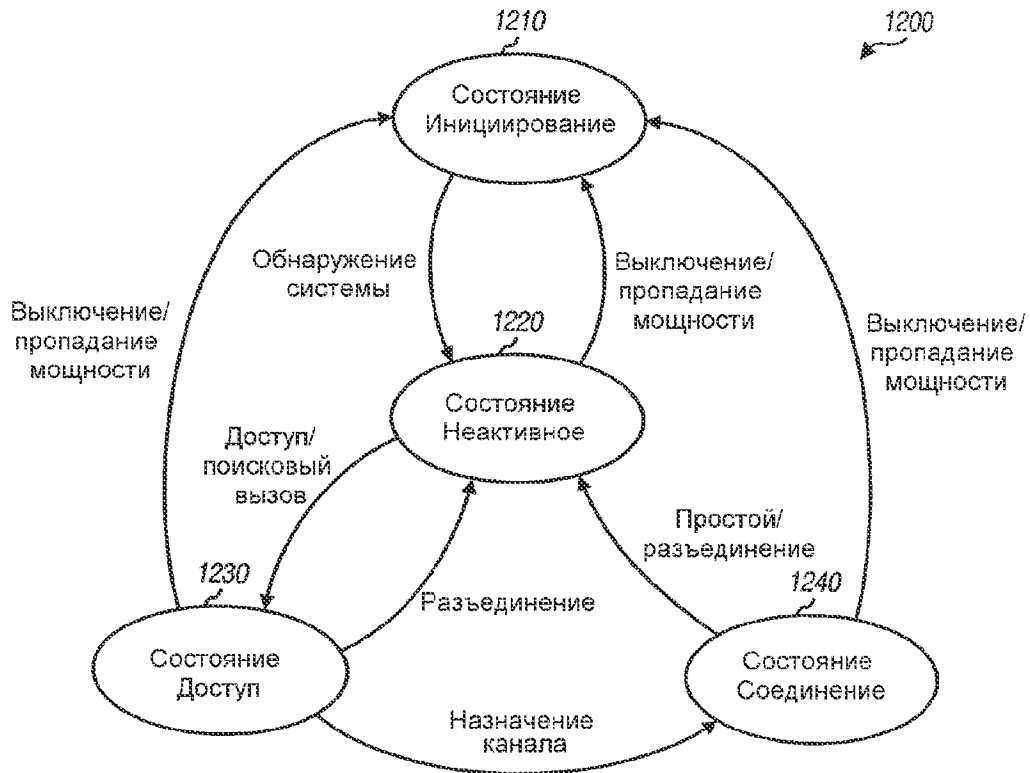 1210
1200
Состояние
Инициирование
Обнаружение
системы
Выключение/
пропадание
мощности
Выключение/
пропадание
мощности
Выключение/
пропадание
мощности
1220
Состояние
Неактивное
Доступ/
поисковый
вызов
Простой/
разъединение
1230
Разъединение
1240
Состояние
Доступ
Состояние
Соединение
Назначение
канала